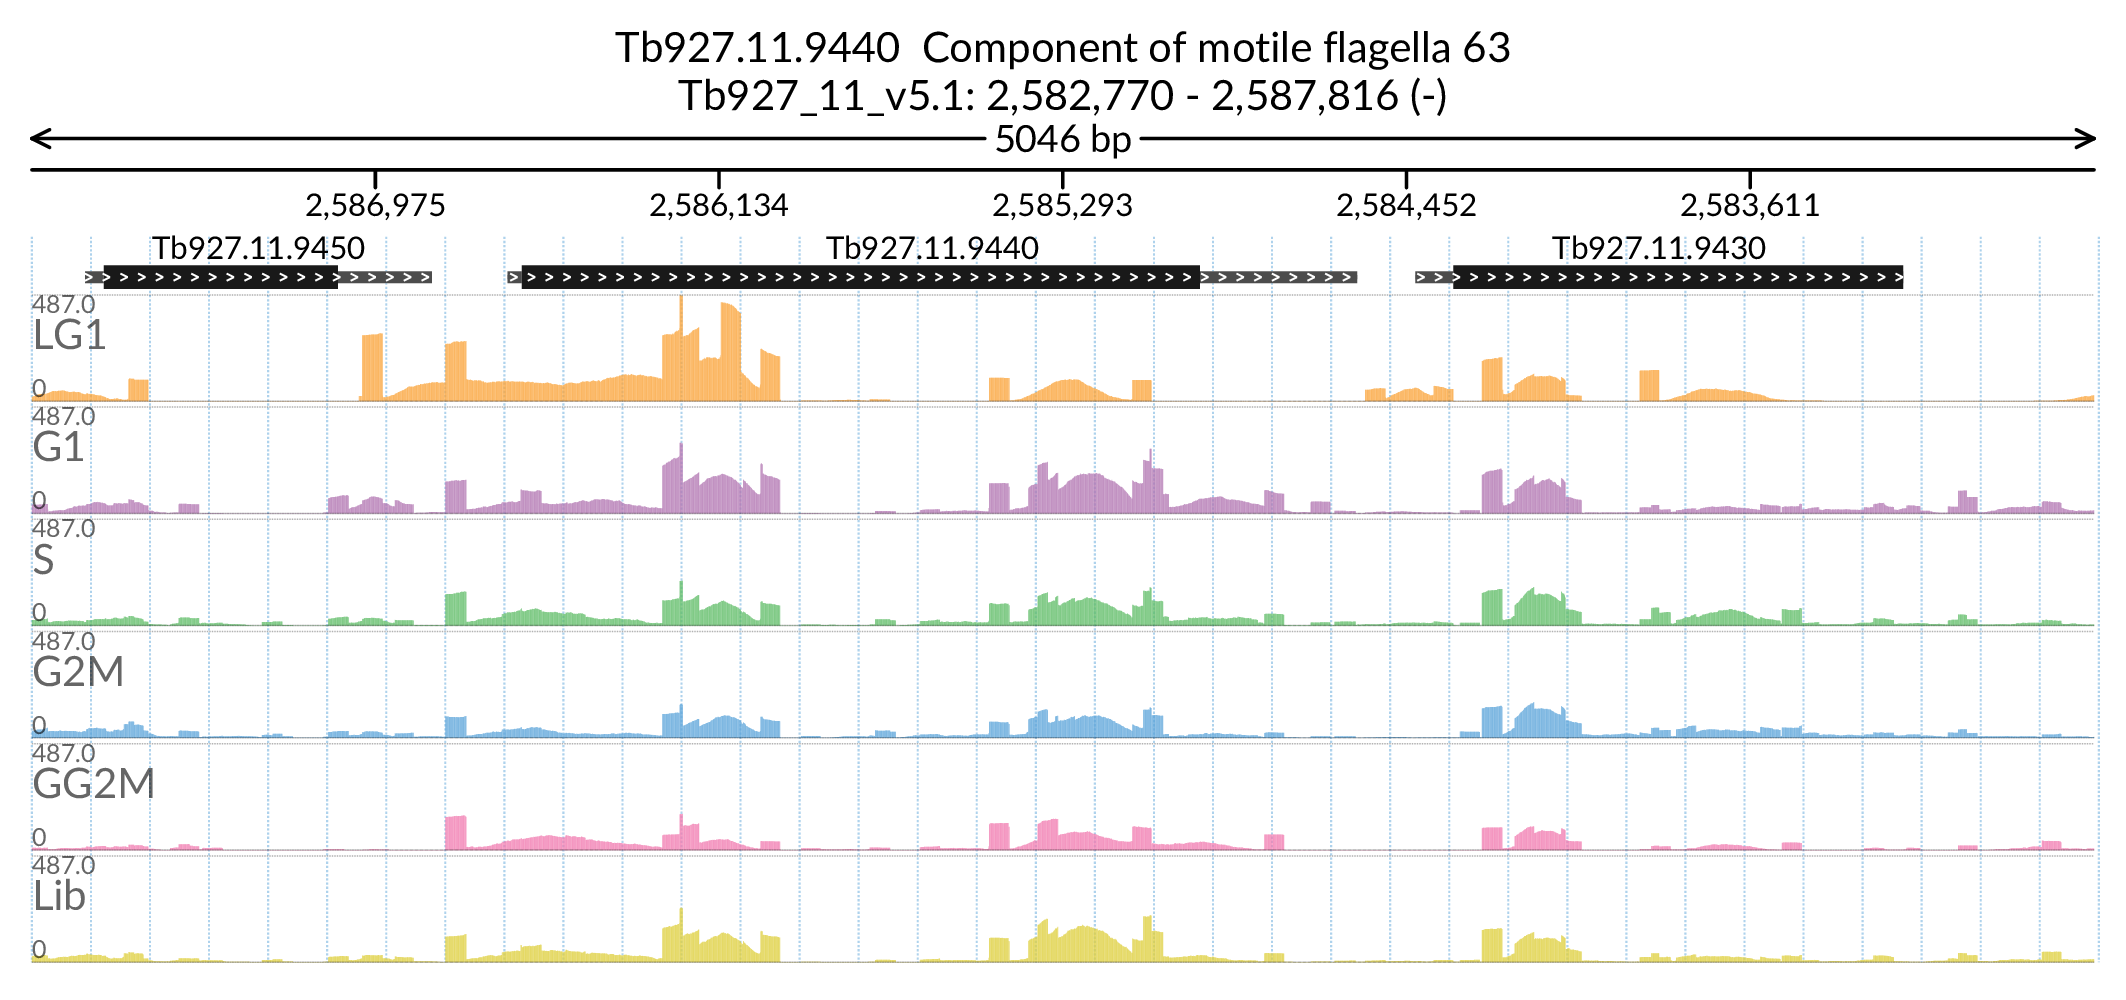 Tb927.11.9440  Component of motile flagella 63
Tb927_11_v5.1: 2,582,770 - 2,587,816 (-)
5046 bp
2,586,975 2,586,134 2,585,293 2,584,452 2,583,611
Tb927.11.9450 Tb927.11.9440 Tb927.11.9430
487.0
LG1
0
487.0
G1
0
487.0
S
0
487.0
G2M
0
487.0
GG2M
0
487.0
Lib
0